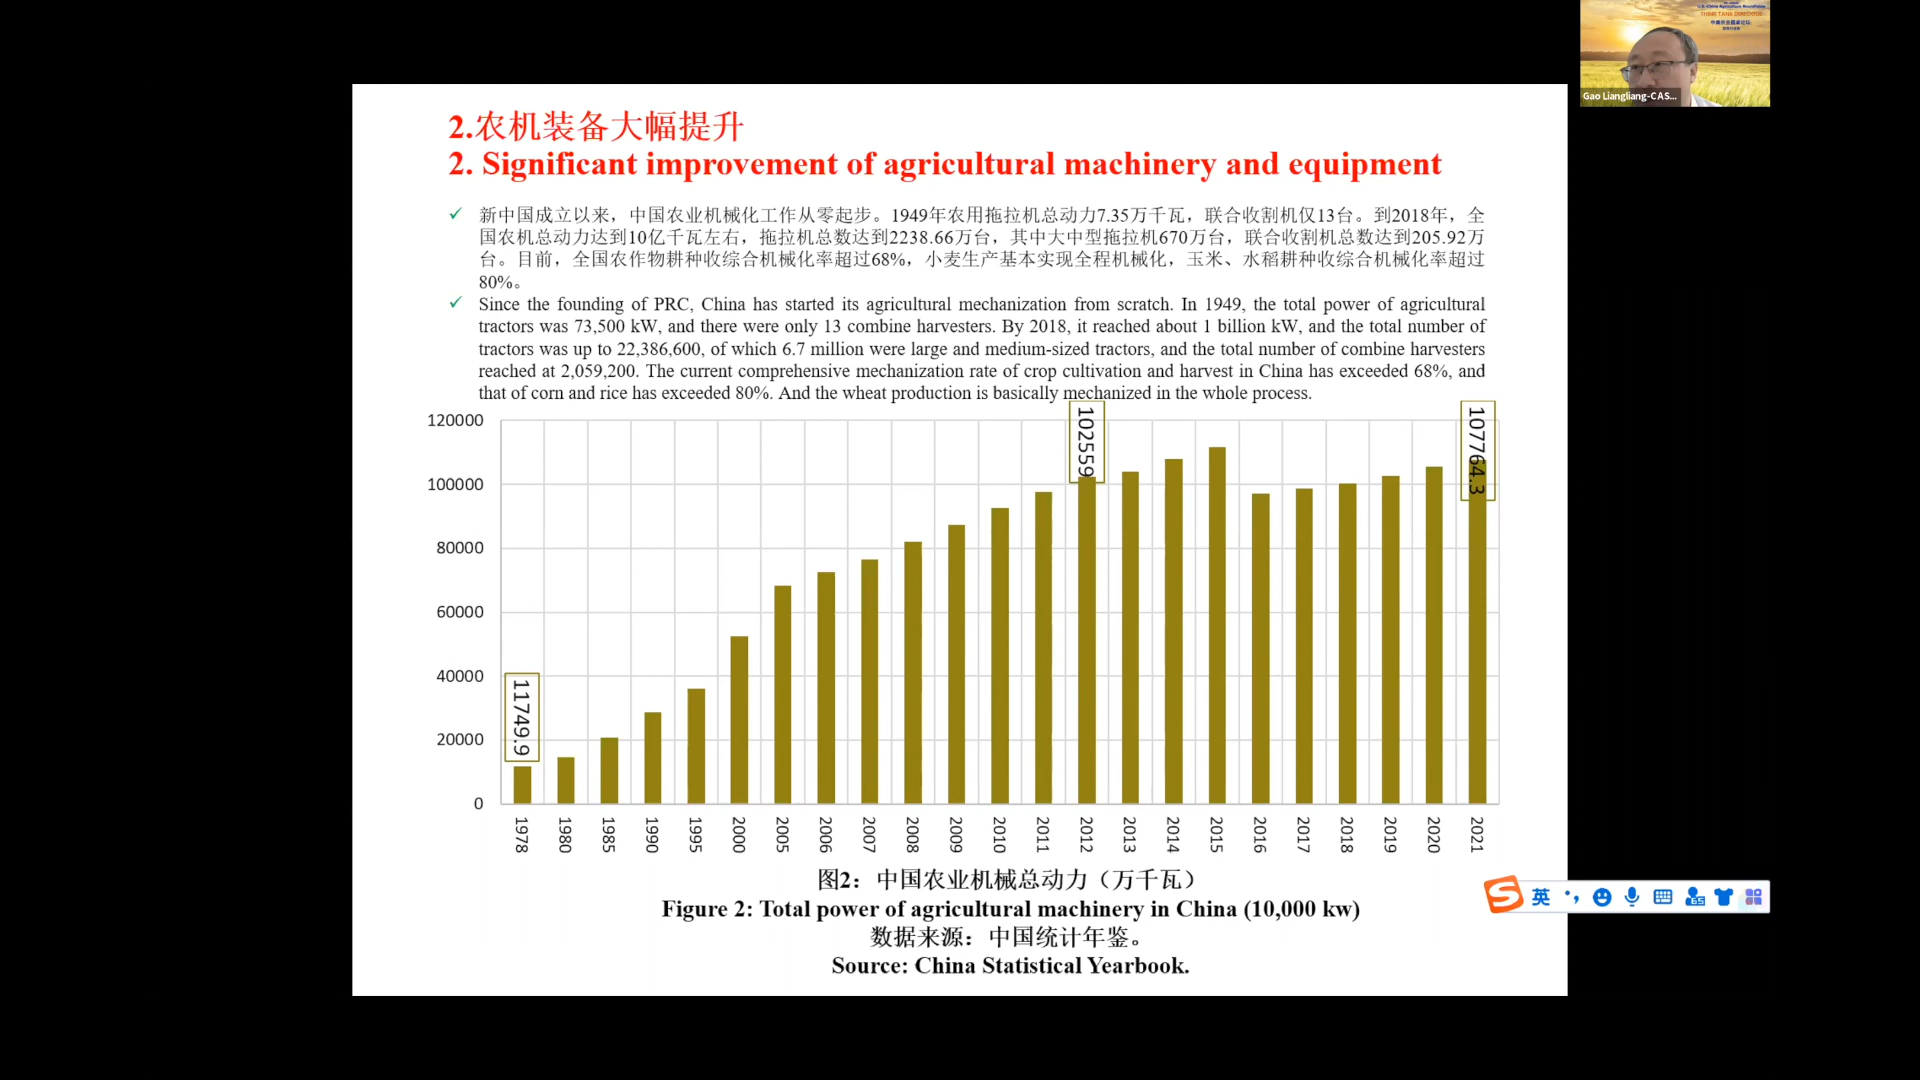 U.S.-China Agriculture Roundtable
THINK TANK DIALOGUE
Gao Liangliang-CAS...
2.农机装备大幅提升
2. Significant improvement of agricultural machinery and equipment
✓ 新中国成立以来，中国农业机械化工作从零起步。1949年农用拖拉机总动力7.35万千瓦，联合收割机仅13台。到2018年，全
国农机总动力达到10亿千瓦左右，拖拉机总数达到2238.66万台，其中大中型拖拉机670万台，联合收割机总数达到205.92万
台。目前，全国农作物耕种收综合机械化率超过68%，小麦生产基本实现全程机械化，玉米、水稻耕种收综合机械化率超过
80%。
✓ Since the founding of PRC, China has started its agricultural mechanization from scratch. In 1949, the total power of agricultural
tractors was 73,500 kW, and there were only 13 combine harvesters. By 2018, it reached about 1 billion kW, and the total number of
tractors was up to 22,386,600, of which 6.7 million were large and medium-sized tractors, and the total number of combine harvesters
reached at 2,059,200. The current comprehensive mechanization rate of crop cultivation and harvest in China has exceeded 68%, and
that of corn and rice has exceeded 80%. And the wheat production is basically mechanized in the whole process.
120000
100000
80000
60000
40000
20000
0
11749.9
102559
107764.3
1978
1980
1985
1990
1995
2000
2005
2006
2007
2008
2009
2010
2011
2012
2013
2014
2015
2016
2017
2018
2019
2020
2021
图2：中国农业机械总动力（万千瓦）
Figure 2: Total power of agricultural machinery in China (10,000 kw)
数据来源：中国统计年鉴。
Source: China Statistical Yearbook.
英